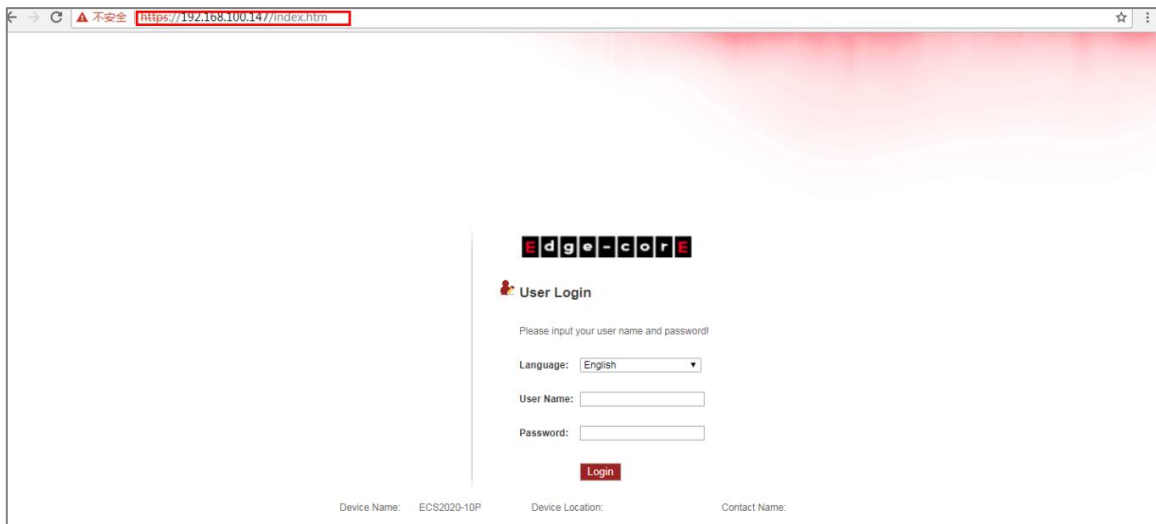 不安全 https://192.168.100.147/index.htm
Edge-corE
User Login
Please input your user name and password!
Language: English
User Name:
Password:
Login
Device Name: ECS2020-10P Device Location: Contact Name: